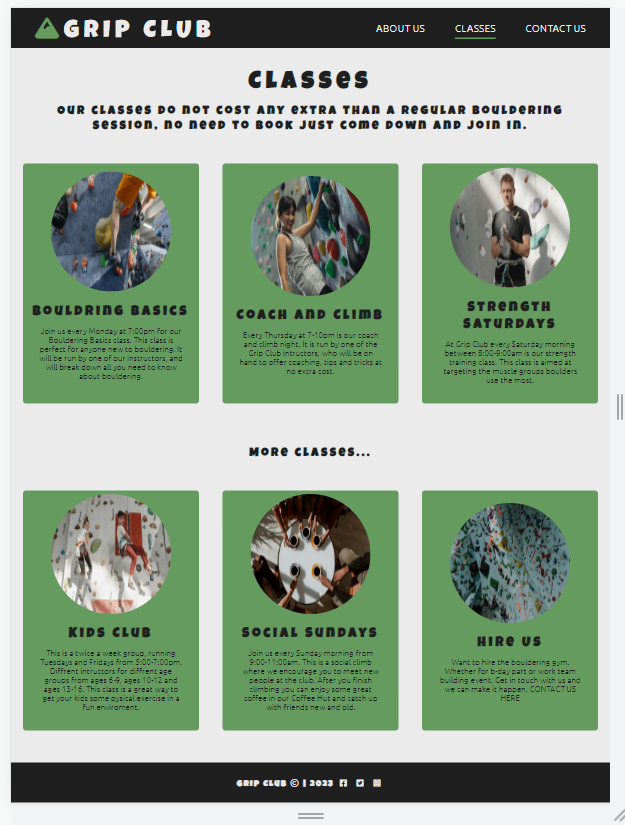 GRIP CLUB
ABOUT US
CLASSES
CONTACT US
CLASSES
OUR CLASSES DO NOT COST ANY EXTRA THAN A REGULAR BOULDERING
SESSION, NO NEED TO BOOK JUST COME DOWN AND JOIN IN.
BOULDRING BASICS
Join us every Monday at 7:00pm for our
Bouldering Basics class. This class is
perfect for anyone new to bouldering. It
will be run by one of our instructors, and
will break down all you need to know
about bouldering.
COACH AND CLIMB
Every Thursday at 7-10pm is our coach
and climb night. It is run by one of the
Grip Club intructors, who will be on
hand to offer coaching, tips and tricks at
no extra cost.
STRENGTH
SATURDAYS
At Grip Club every Saturday morning
between 8:00-9:00am is our strength
training class. This class is aimed at
targeting the muscle groups boulders
use the most.
MORE CLASSES...
KIDS CLUB
This is a twice a week group, running
Tuesdays and Fridays from 5:00-7:00pm.
Diffrent intructors for diffrent age
groups from ages 6-9, ages 10-12 and
ages 13-16. This class is a great way to
get your kids some pysical exercise in a
fun enviroment.
SOCIAL SUNDAYS
Join us every Sunday morning from
9:00-11:00am. This is a social climb
where we encourage you to meet new
people at the club. After you finish
climbing you can enjoy some great
coffee in our Coffee Hut and catch up
with friends new and old.
HIRE US
Want to hire the bouldering gym.
Whether for b-day part or work team
building event. Get in touch with us and
we can make it happen. CONTACT US
HERE
GRIP CLUB © | 2023